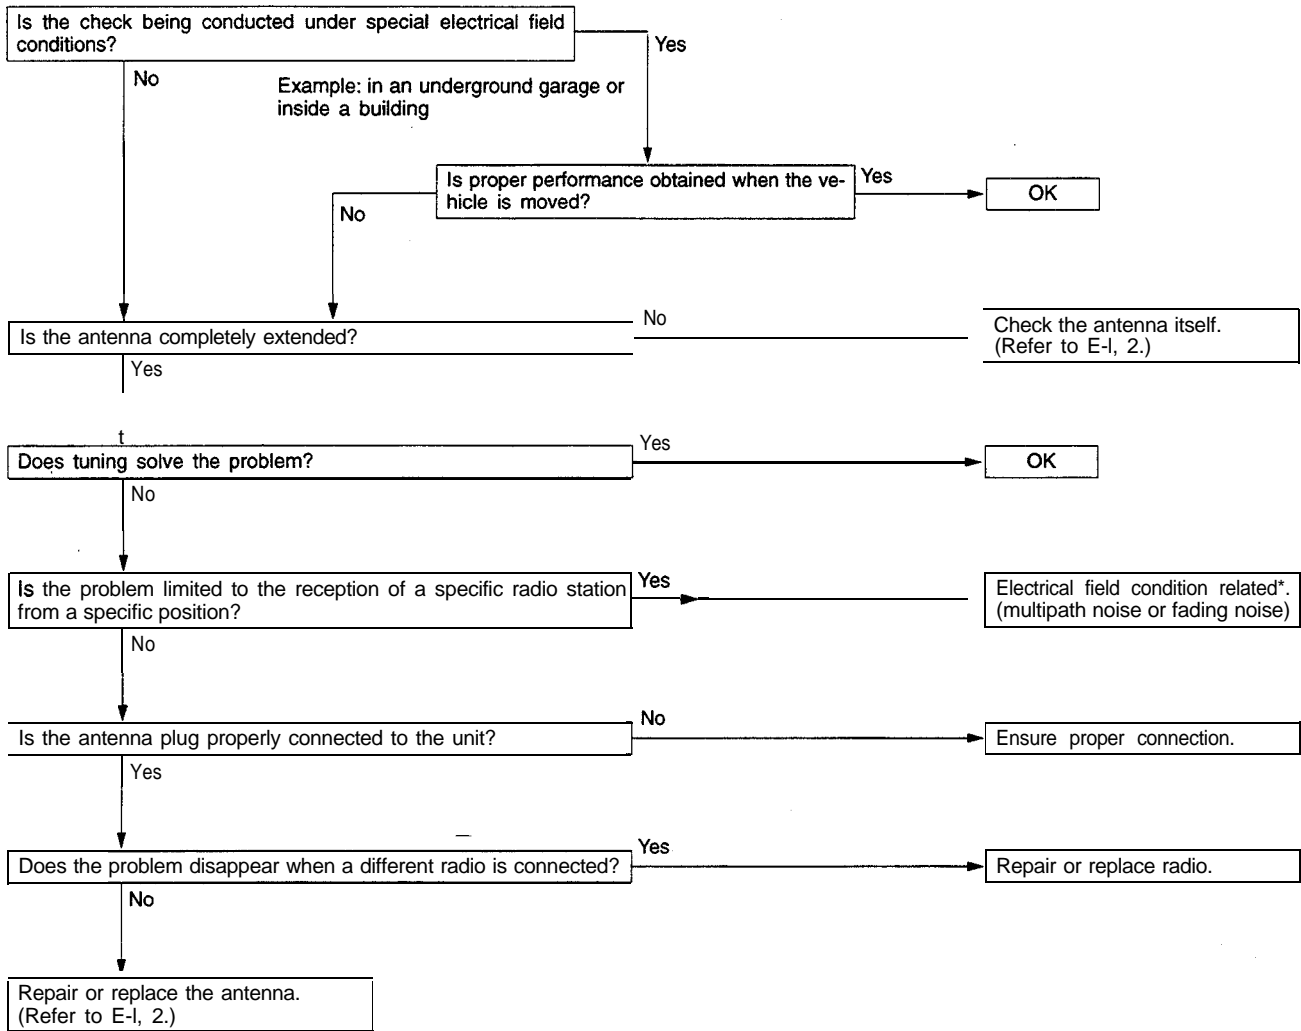 Is the check being conducted under special electrical field
conditions?
Yes
No
Example: in an underground garage or
inside a building
Is proper performance obtained when the ve-
hicle is moved?
Yes
OK
No
Is the antenna completely extended?
No
Check the antenna itself.
(Refer to E-l, 2.)
Yes
t
Does tuning solve the problem?
Yes
OK
No
Is the problem limited to the reception of a specific radio station
from a specific position?
Yes
Electrical field condition related*.
(multipath noise or fading noise)
No
Is the antenna plug properly connected to the unit?
No
Ensure proper connection.
Yes
Does the problem disappear when a different radio is connected?
Yes
Repair or replace radio.
No
Repair or replace the antenna.
(Refer to E-l, 2.)